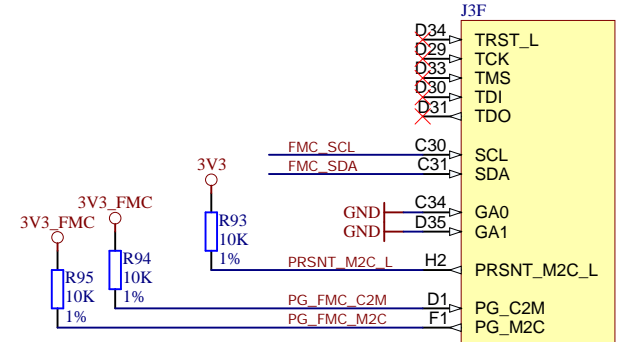 J3F
D34 TRST_L
D29 TCK
D33 TMS
D30 TDI
D31 TDO
FMC_SCL C30 SCL
FMC_SDA C31 SDA
3V3
GND C34 GA0
GND D35 GA1
3V3_FMC
3V3_FMC
R93
10K
1%
R94
10K
1%
R95
10K
1%
PRSNT_M2C_L H2 PRSNT_M2C_L
PG_FMC_C2M D1 PG_C2M
PG_FMC_M2C F1 PG_M2C